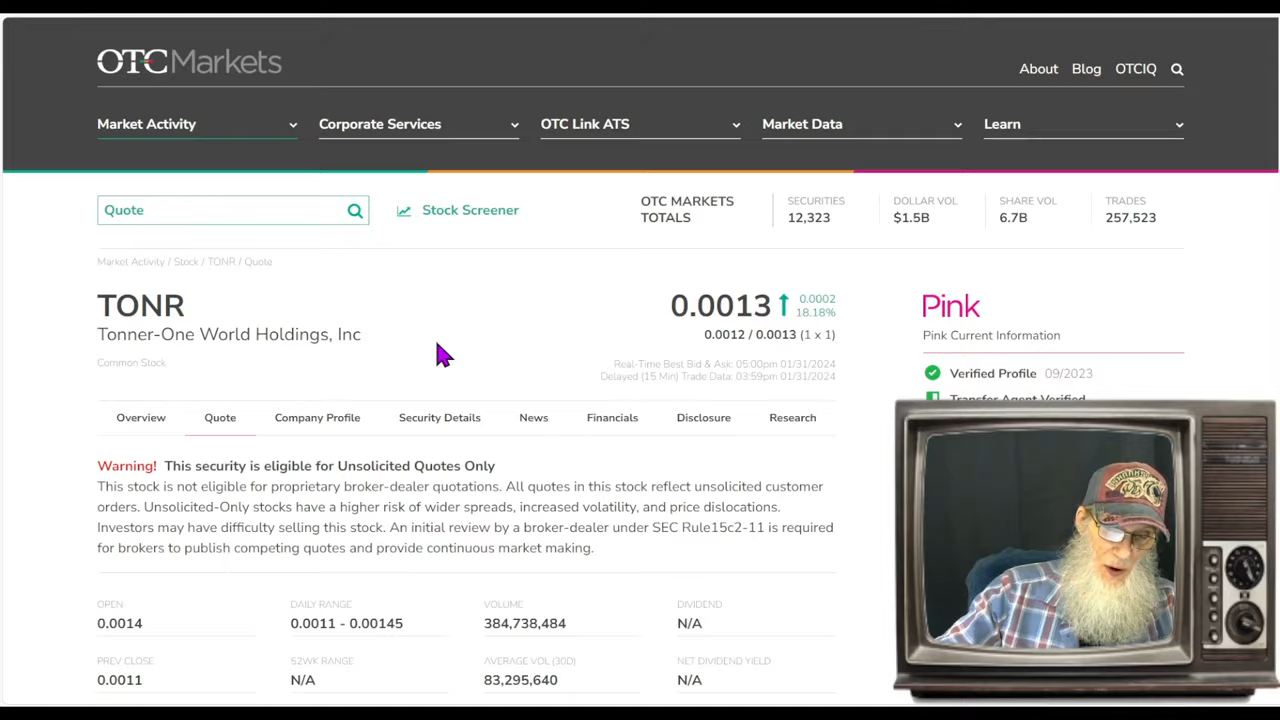 OTCMarkets
About Blog OTCIQ
Market Activity Corporate Services OTC Link ATS Market Data Learn
Quote
Stock Screener
OTC MARKETS
TOTALS
SECURITIES
12,323
DOLLAR VOL
$1.5B
SHARE VOL
6.7B
TRADES
257,523
Market Activity / Stock / TONR / Quote
TONR
Tonner-One World Holdings, Inc
Common Stock
0.0013
0.0002
18.18%
0.0012 / 0.0013 (1 x 1)
Real-Time Best Bid & Ask: 05:00pm 01/31/2024
Delayed (15 Min) Trade Data: 03:59pm 01/31/2024
Pink
Pink Current Information
Verified Profile 09/2023
Transfer Agent Verified
Overview Quote Company Profile Security Details News Financials Disclosure Research
Warning! This security is eligible for Unsolicited Quotes Only
This stock is not eligible for proprietary broker-dealer quotations. All quotes in this stock reflect unsolicited customer
orders. Unsolicited-Only stocks have a higher risk of wider spreads, increased volatility, and price dislocations.
Investors may have difficulty selling this stock. An initial review by a broker-dealer under SEC Rule15c2-11 is required
for brokers to publish competing quotes and provide continuous market making.
OPEN
0.0014
DAILY RANGE
0.0011 - 0.00145
VOLUME
384,738,484
DIVIDEND
N/A
PREV CLOSE
0.0011
52WK RANGE
N/A
AVERAGE VOL (30D)
83,295,640
NET DIVIDEND YIELD
N/A